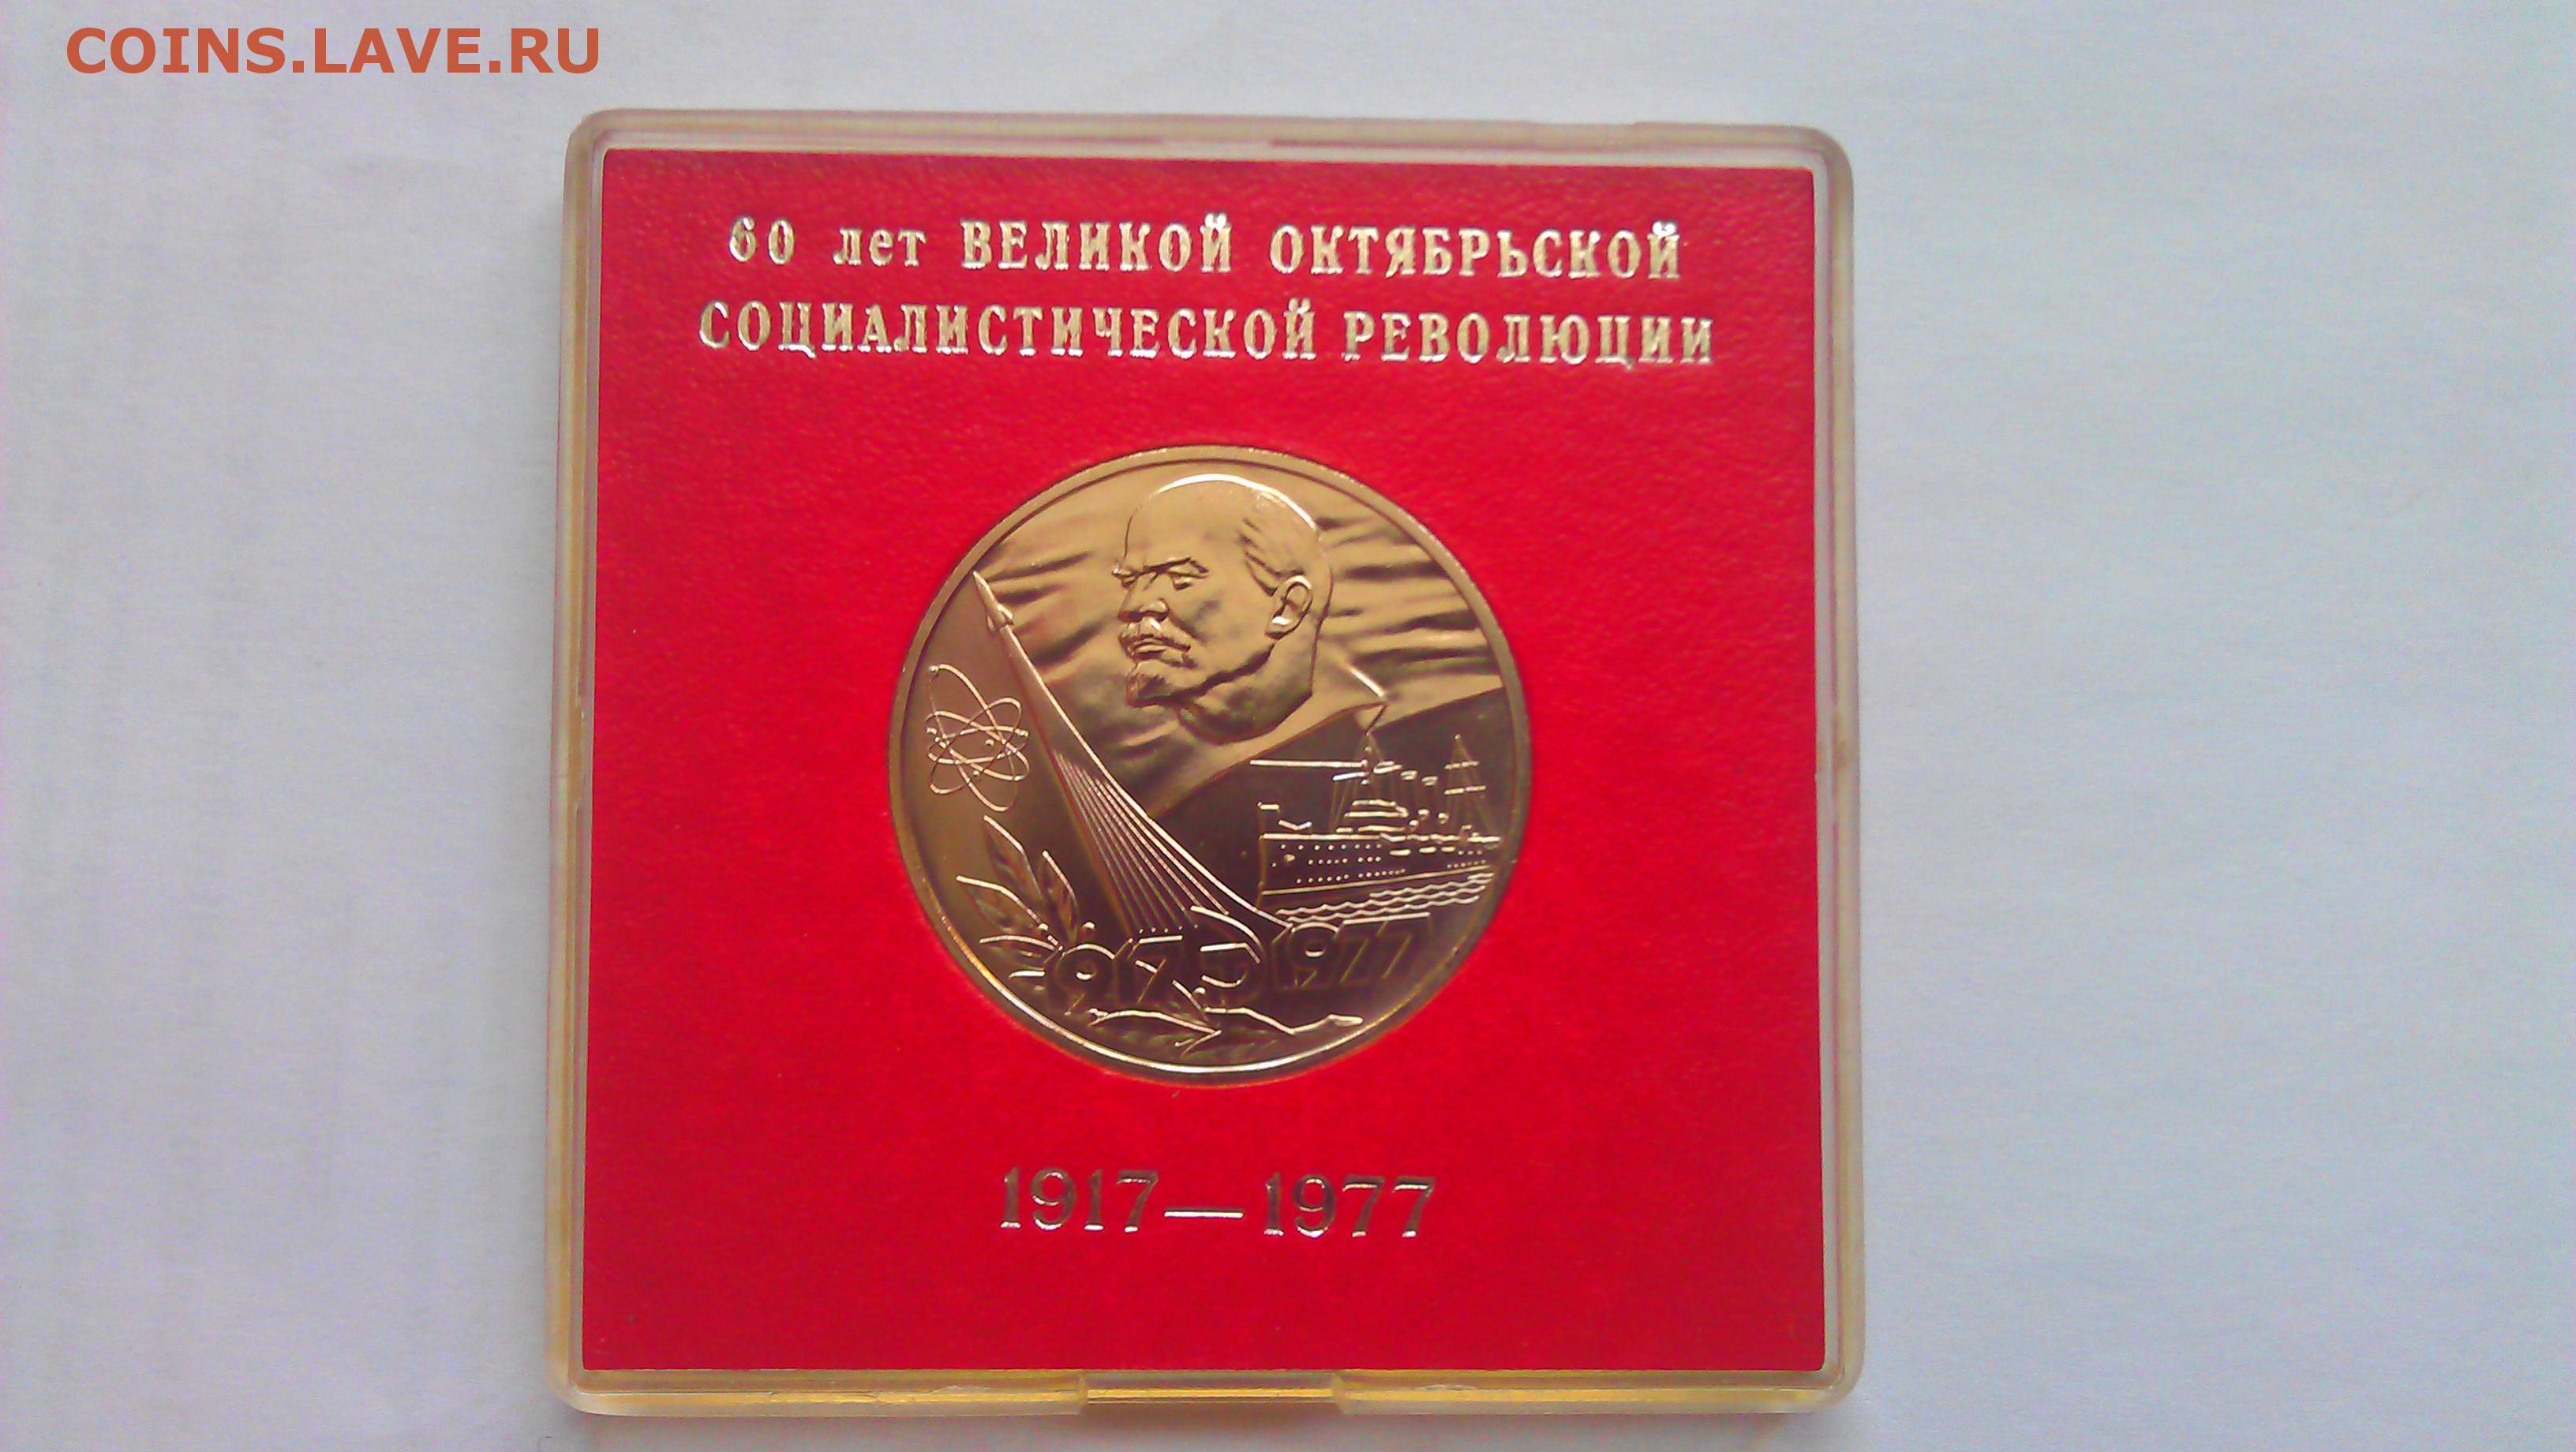 COINS.LAVE.RU
60 лет ВЕЛИКОЙ ОКТЯБРЬСКОЙ
СОЦИАЛИСТИЧЕСКОЙ РЕВОЛЮЦИИ
1917 1977
1917—1977